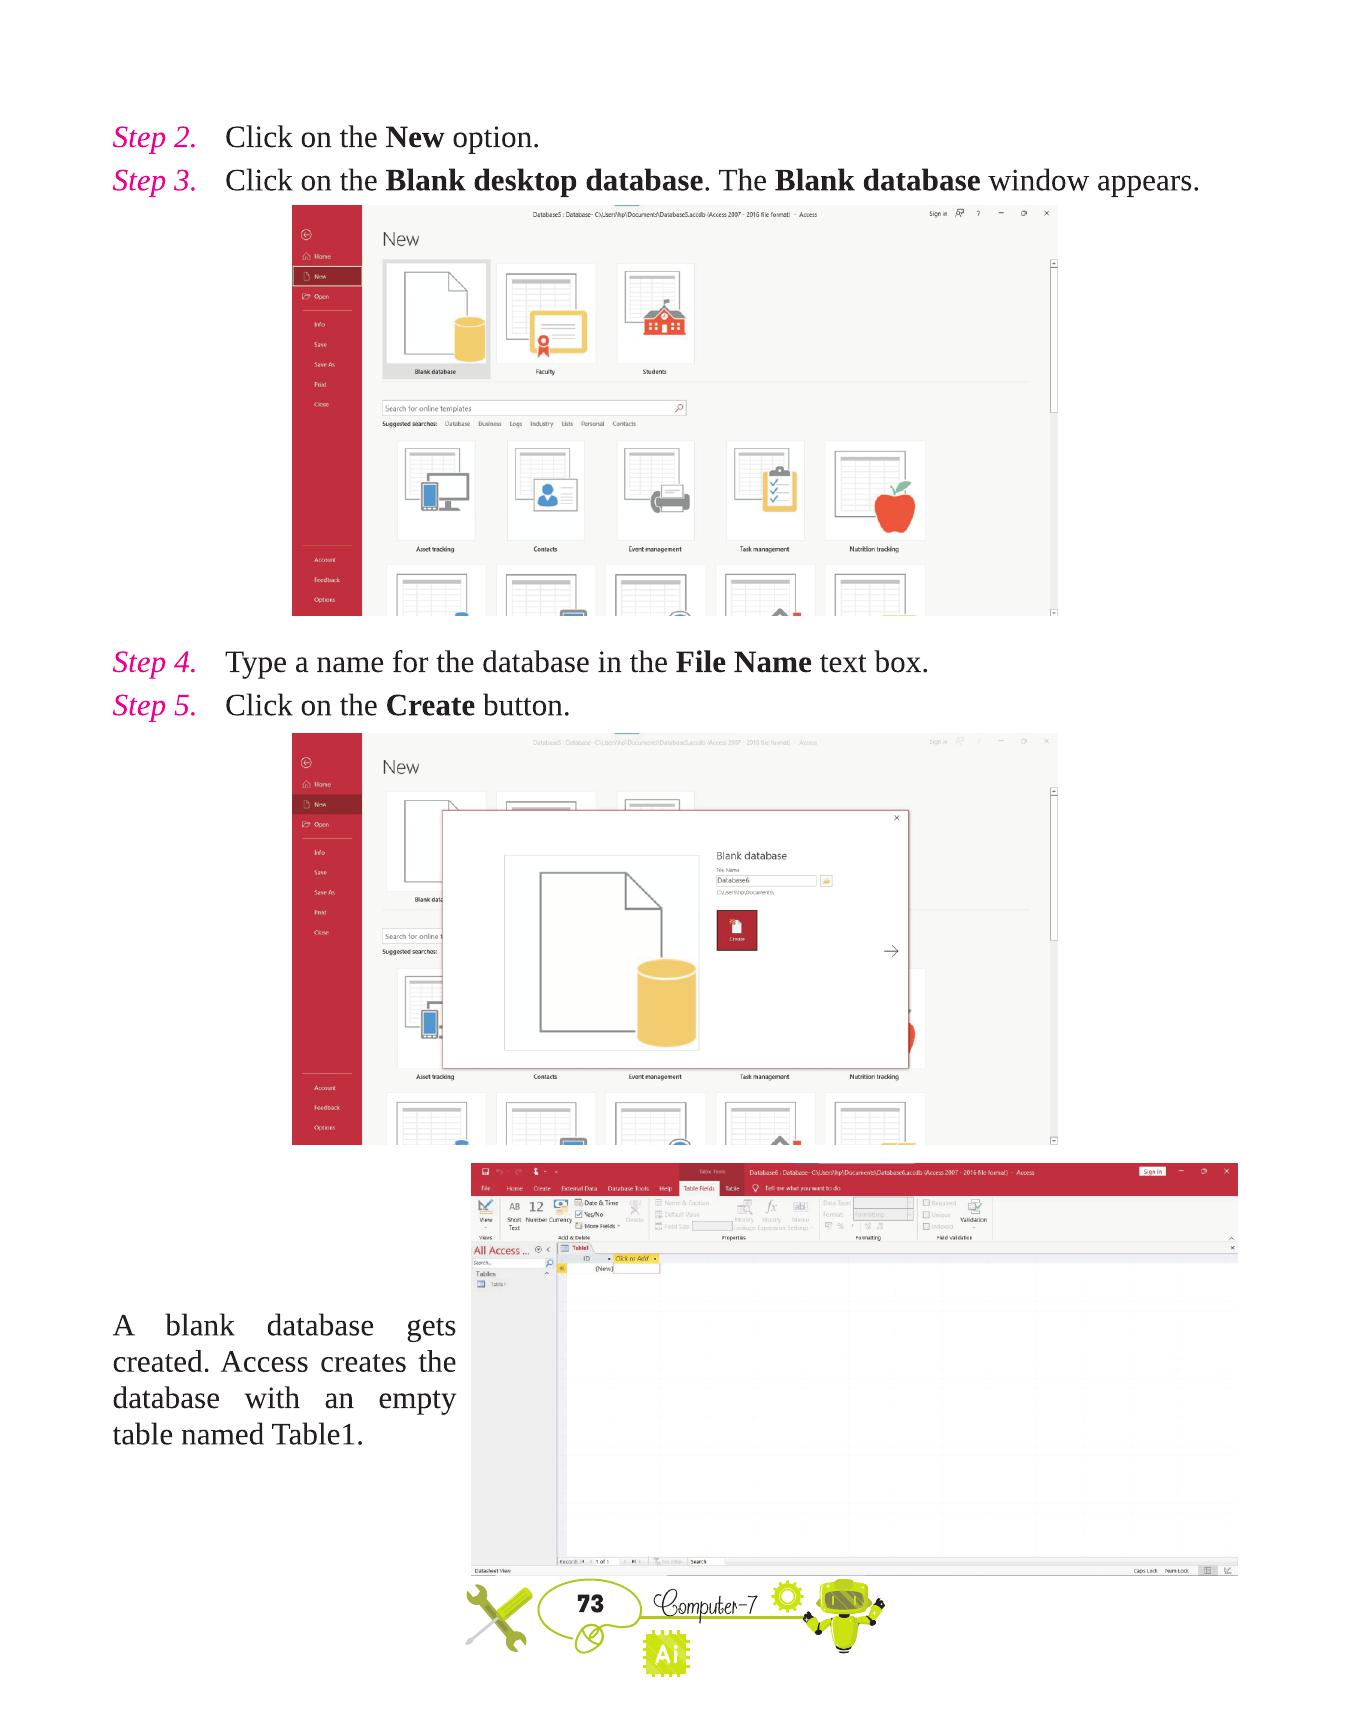 Step 2. Click on the New option.
Step 3. Click on the Blank desktop database. The Blank database window appears.
Database5 : Database- C:\Users\hp\Documents\Database5.accdb (Access 2007 - 2016 file format) - Access
Sign in ?
New
Home
New
Open
Info
Save
Save As
Print
Close
Account
Feedback
Options
Blank database Faculty Students
Search for online templates
Suggested searches: Database Business Logs Industry Lists Personal Contacts
Asset tracking Contacts Event management Task management Nutrition tracking
Step 4. Type a name for the database in the File Name text box.
Step 5. Click on the Create button.
Database5 : Database- C:\Users\hp\Documents\Database5.accdb (Access 2007 - 2016 file format) - Access
Sign in ?
New
Home
New
Open
Info
Save
Save As
Print
Close
Account
Feedback
Options
Blank data
Search for online t
Suggested searches:
Blank database
File Name
Database6
C:\Users\hp\Documents\
Create
Asset tracking Contacts Event management Task management Nutrition tracking
Table Tools Database6 : Database- C:\Users\hp\Documents\Database6.accdb (Access 2007 - 2016 file format) - Access Sign in
File Home Create External Data Database Tools Help Table Fields Table Tell me what you want to do
View
Views
AB Short Text
12 Number
Currency
Date & Time
Yes/No
More Fields
Delete
Add & Delete
Name & Caption
Default Value
Field Size
Modify Lookups
fx Modify Expression
ab Memo Settings
Properties
Data Type:
Format: Formatting
Formatting
Required
Unique
Indexed
Validation
Field Validation
All Access ...
Search...
Tables
Table1
Table1
ID Click to Add
(New)
Record: 1 of 1 No Filter Search
Datasheet View Caps Lock Num Lock
A blank database gets
created. Access creates the
database with an empty
table named Table1.
73 Computer-7
Ai